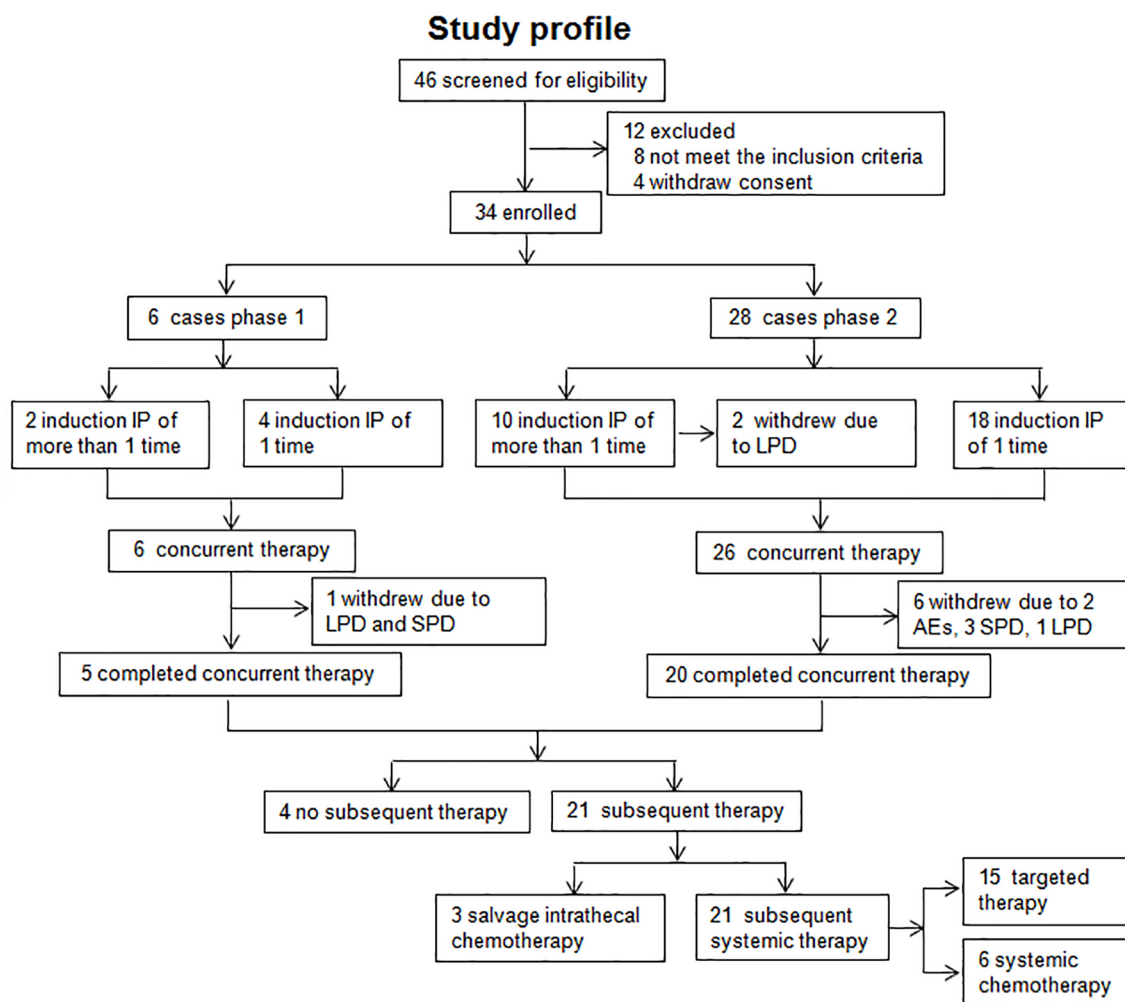 Study profile
46 screened for eligibility
12 excluded
8 not meet the inclusion criteria
4 withdraw consent
34 enrolled
6 cases phase 1
28 cases phase 2
2 induction IP of
more than 1 time
4 induction IP of
1 time
10 induction IP of
more than 1 time
2 withdrew due
to LPD
18 induction IP
of 1 time
6 concurrent therapy
26 concurrent therapy
1 withdrew due to
LPD and SPD
6 withdrew due to 2
AEs, 3 SPD, 1 LPD
5 completed concurrent therapy
20 completed concurrent therapy
4 no subsequent therapy
21 subsequent therapy
3 salvage intrathecal
chemotherapy
21 subsequent
systemic therapy
15 targeted
therapy
6 systemic
chemotherapy